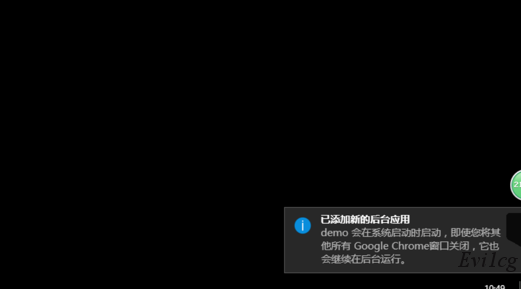 已添加新的后台应用
demo 会在系统启动时启动，即使您将其
他所有 Google Chrome窗口关闭，它也
会继续在后台运行。
Evi1cg
10:49